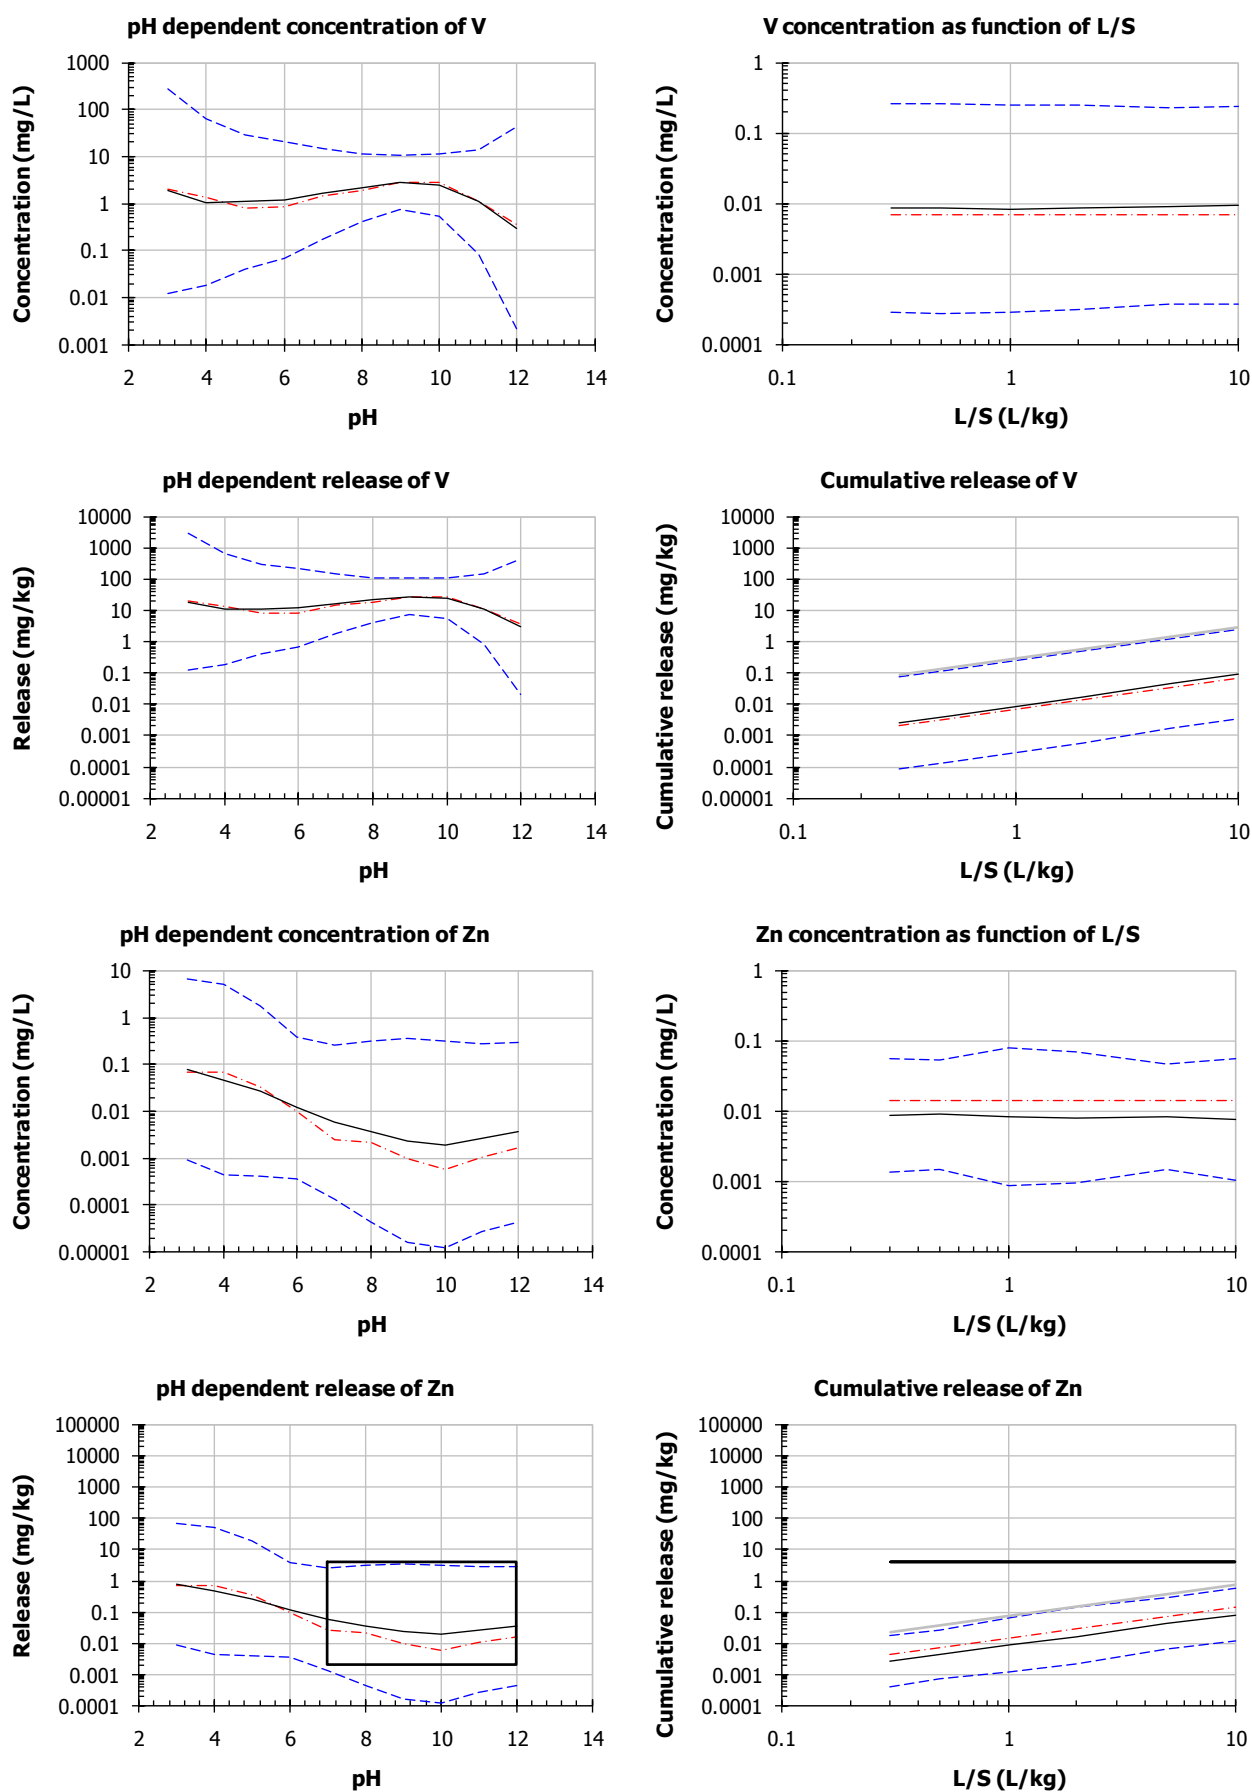 pH dependent concentration of V
Concentration (mg/L)
1000
100
10
1
0.1
0.01
0.001
2 4 6 8 10 12 14
pH
V concentration as function of L/S
Concentration (mg/L)
1
0.1
0.01
0.001
0.0001
0.1 1 10
L/S (L/kg)
pH dependent release of V
Release (mg/kg)
10000
1000
100
10
1
0.1
0.01
0.001
0.0001
0.00001
2 4 6 8 10 12 14
pH
Cumulative release of V
Cumulative release (mg/kg)
10000
1000
100
10
1
0.1
0.01
0.001
0.0001
0.00001
0.1 1 10
L/S (L/kg)
pH dependent concentration of Zn
Concentration (mg/L)
10
1
0.1
0.01
0.001
0.0001
0.00001
2 4 6 8 10 12 14
pH
Zn concentration as function of L/S
Concentration (mg/L)
1
0.1
0.01
0.001
0.0001
0.1 1 10
L/S (L/kg)
pH dependent release of Zn
Release (mg/kg)
100000
10000
1000
100
10
1
0.1
0.01
0.001
0.0001
2 4 6 8 10 12 14
pH
Cumulative release of Zn
Cumulative release (mg/kg)
100000
10000
1000
100
10
1
0.1
0.01
0.001
0.0001
0.1 1 10
L/S (L/kg)